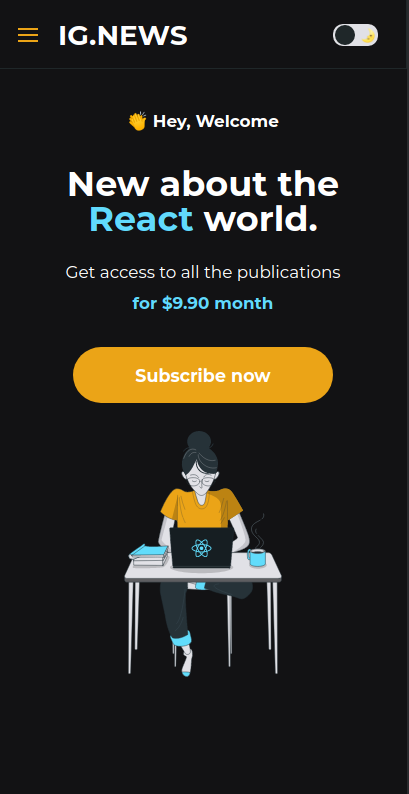 IG.NEWS
👋 Hey, Welcome
New about the
React world.
Get access to all the publications
for $9.90 month
Subscribe now